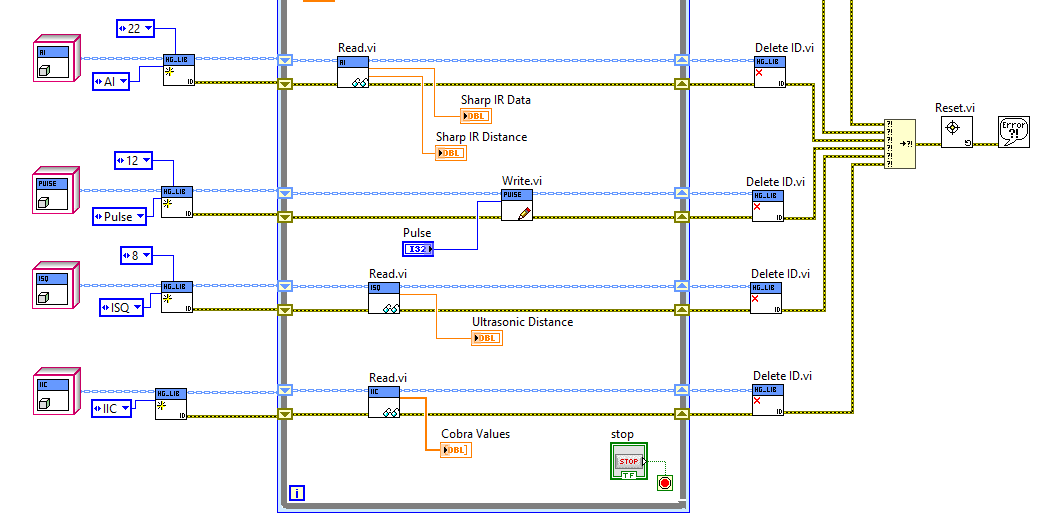 22
AI
HG_LIB
ID
AI
Read.vi
AI
Sharp IR Data
DBL
Sharp IR Distance
DBL
Delete ID.vi
HG_LIB
ID
Reset.vi
?!
?!
?!
?!
?!
?!
→?!
Error
?!
12
PULSE
HG_LIB
ID
Pulse
Write.vi
PULSE
Pulse
I32
Delete ID.vi
HG_LIB
ID
8
ISQ
HG_LIB
ID
ISQ
Read.vi
ISQ
Ultrasonic Distance
DBL
Delete ID.vi
HG_LIB
ID
IIC
HG_LIB
ID
IIC
Read.vi
IIC
Cobra Values
DBL]
Delete ID.vi
HG_LIB
ID
stop
STOP
TF
i